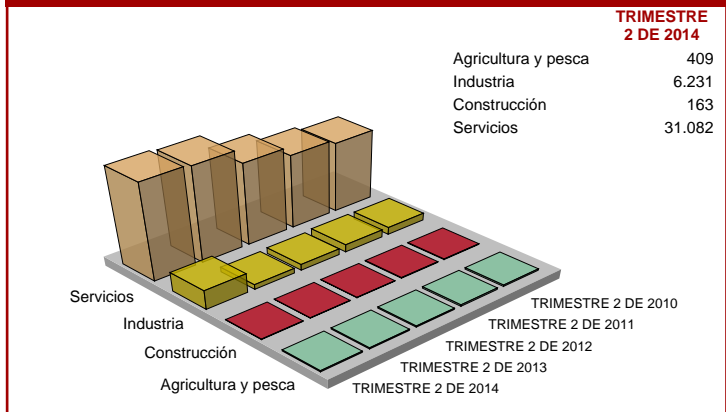 TRIMESTRE
2 DE 2014
Agricultura y pesca 409
Industria 6.231
Construcción 163
Servicios 31.082
Servicios
Industria
Construcción
Agricultura y pesca
TRIMESTRE 2 DE 2010
TRIMESTRE 2 DE 2011
TRIMESTRE 2 DE 2012
TRIMESTRE 2 DE 2013
TRIMESTRE 2 DE 2014